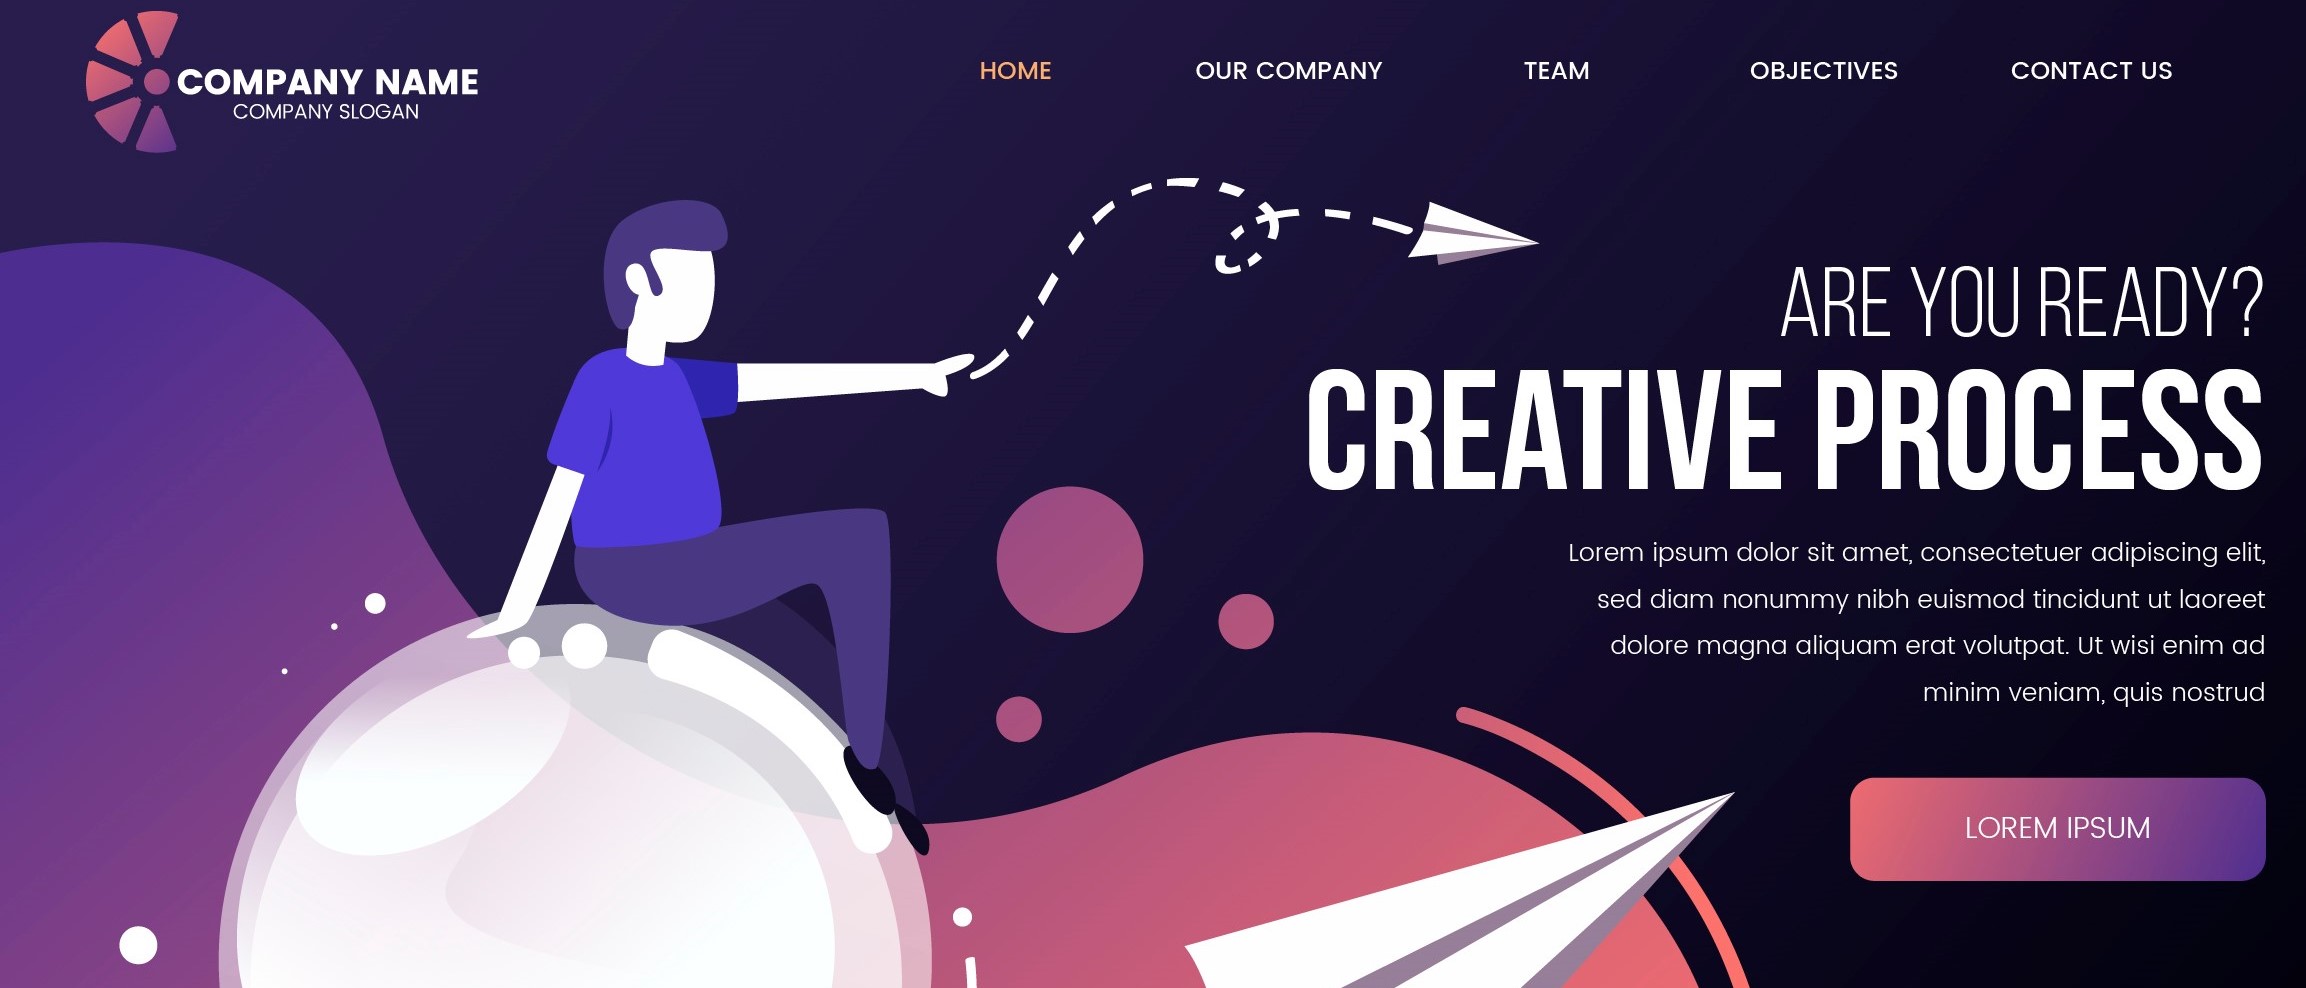 COMPANY NAME
COMPANY SLOGAN
HOME
OUR COMPANY
TEAM
OBJECTIVES
CONTACT US
ARE YOU READY?
CREATIVE PROCESS
Lorem ipsum dolor sit amet, consectetuer adipiscing elit,
sed diam nonummy nibh euismod tincidunt ut laoreet
dolore magna aliquam erat volutpat. Ut wisi enim ad
minim veniam, quis nostrud
LOREM IPSUM